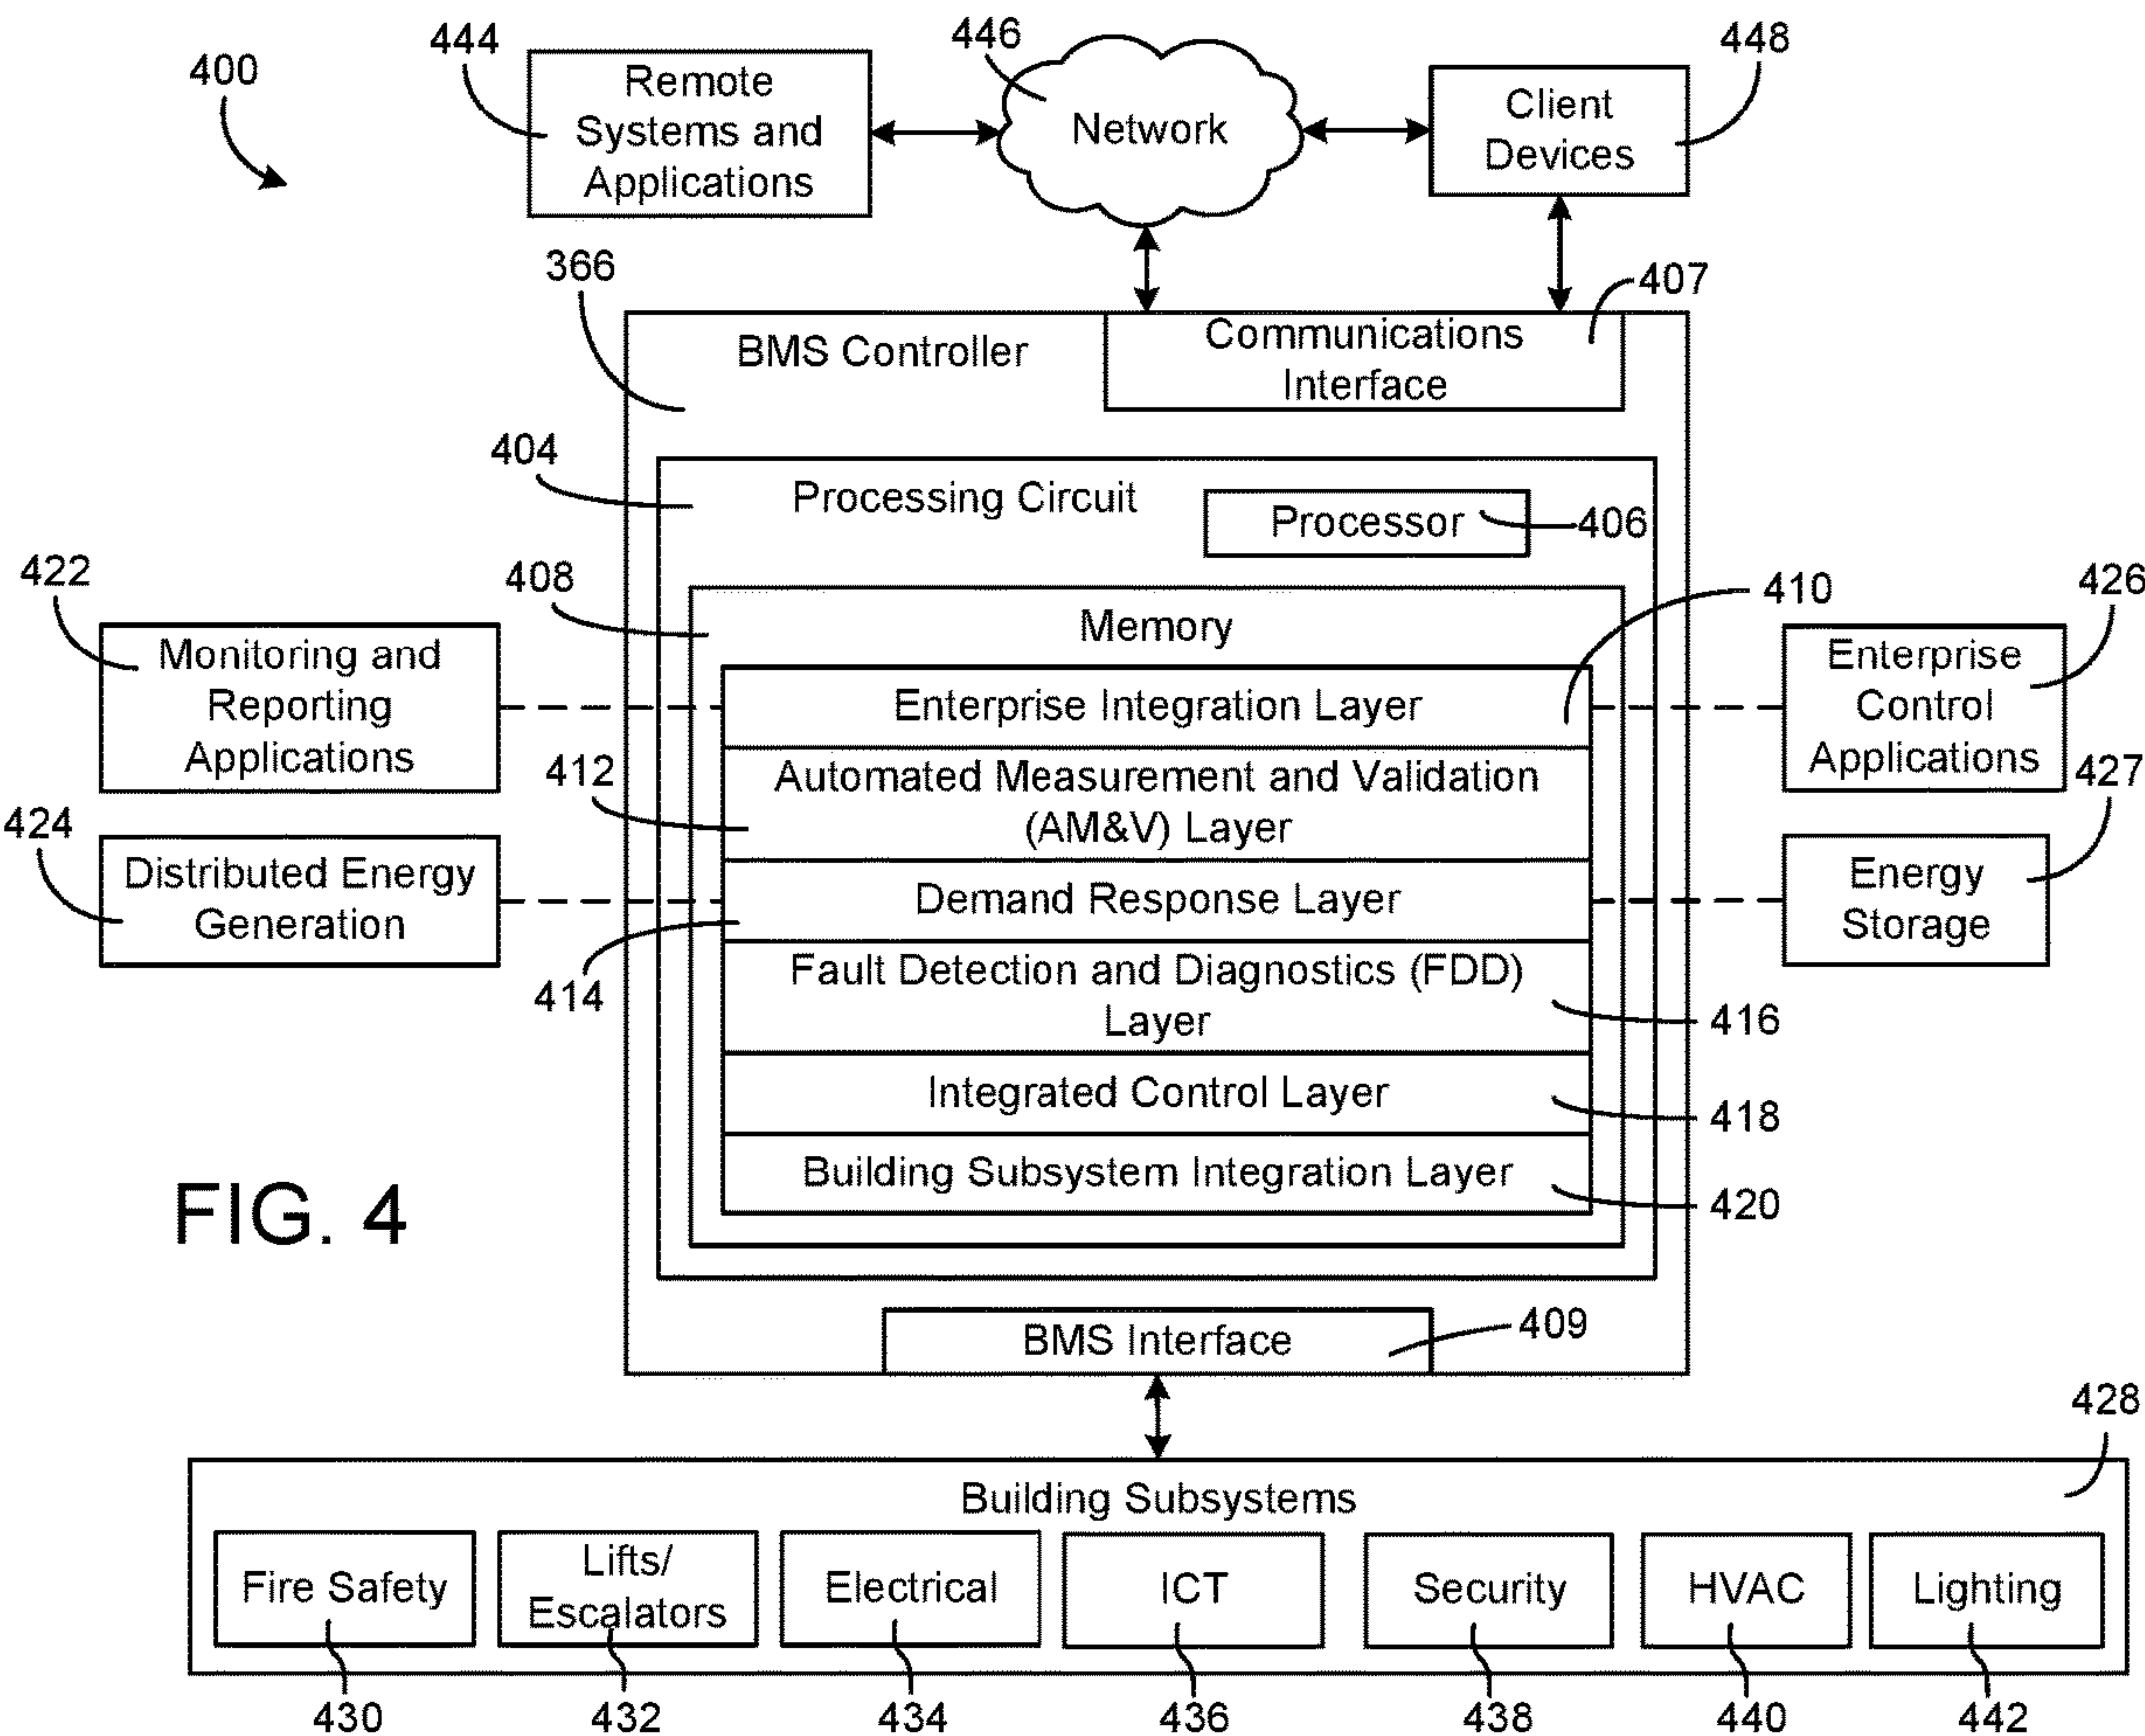 444
446
448
400
Remote
Systems and
Applications
Network
Client
Devices
366
407
BMS Controller
Communications
Interface
404
Processing Circuit
Processor
406
422
408
410
426
Monitoring and
Reporting
Applications
Memory
Enterprise
Control
Applications
Enterprise Integration Layer
412
Automated Measurement and Validation
(AM&V) Layer
427
424
Distributed Energy
Generation
Demand Response Layer
Energy
Storage
414
Fault Detection and Diagnostics (FDD)
Layer
416
Integrated Control Layer
418
Building Subsystem Integration Layer
420
FIG. 4
BMS Interface
409
428
Building Subsystems
Fire Safety
Lifts/
Escalators
Electrical
ICT
Security
HVAC
Lighting
430
432
434
436
438
440
442